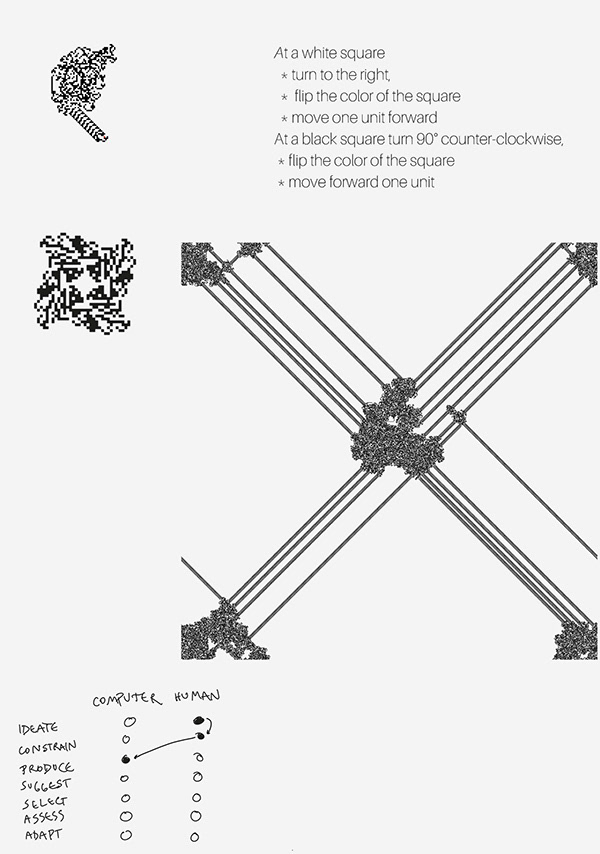 At a white square
* turn to the right,
* flip the color of the square
* move one unit forward
At a black square turn 90° counter-clockwise,
* flip the color of the square
* move forward one unit
COMPUTER HUMAN
IDEATE
CONSTRAIN
PRODUCE
SUGGEST
SELECT
ASSESS
ADAPT